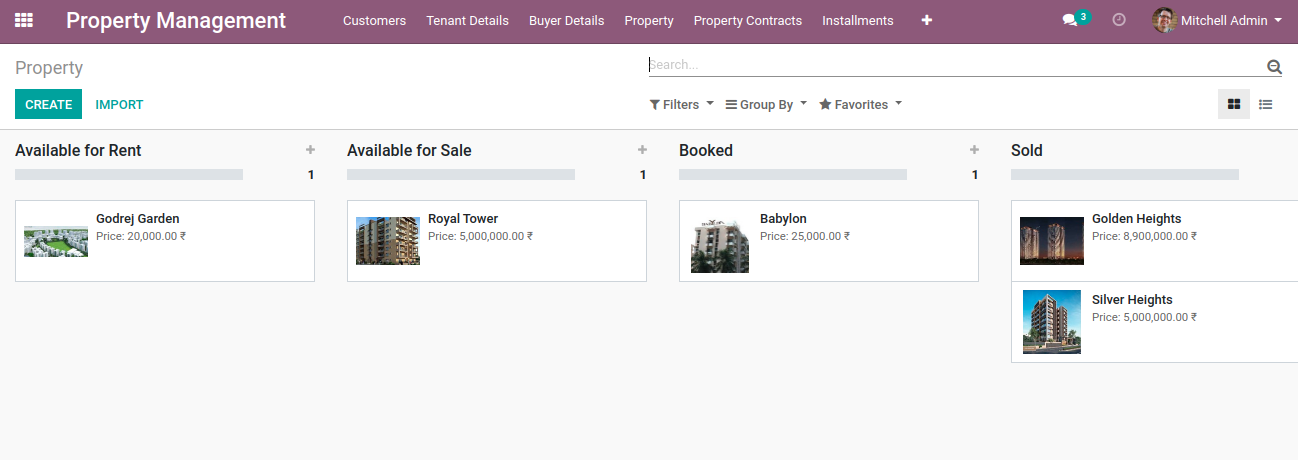 Property Management
Customers Tenant Details Buyer Details Property Property Contracts Installments
3
Mitchell Admin
Property
Search...
CREATE IMPORT
Filters Group By Favorites
Available for Rent
1
Godrej Garden
Price: 20,000.00 ₹
Available for Sale
1
Royal Tower
Price: 5,000,000.00 ₹
Booked
1
Babylon
Price: 25,000.00 ₹
Sold
Golden Heights
Price: 8,900,000.00 ₹
Silver Heights
Price: 5,000,000.00 ₹